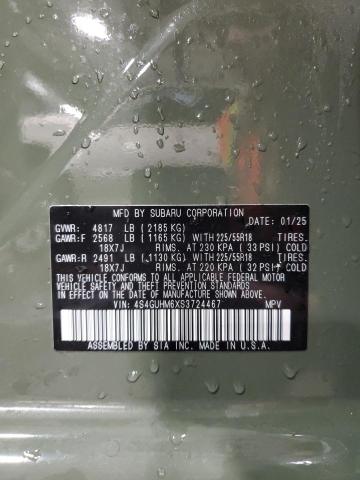 MFD BY SUBARU CORPORATION DATE: 01/25
GVWR: 4817 LB (2185 KG)
GAWR:F 2568 LB (1165 KG) WITH 225/55R18 TIRES.
18X7J RIMS. AT 230 KPA (33 PSI) COLD
GAWR:R 2491 LB (1130 KG) WITH 225/55R18 TIRES.
18X7J RIMS. AT 220 KPA (32 PSI) COLD
THIS VEHICLE CONFORMS TO ALL APPLICABLE FEDERAL MOTOR
VEHICLE SAFETY AND THEFT PREVENTION STANDARDS
IN EFFECT ON THE DATE OF MANUFACTURE SHOWN ABOVE.
VIN: 4S4GUHM6XS3724467 MPV
ASSEMBLED BY SIA INC. MADE IN U.S.A.